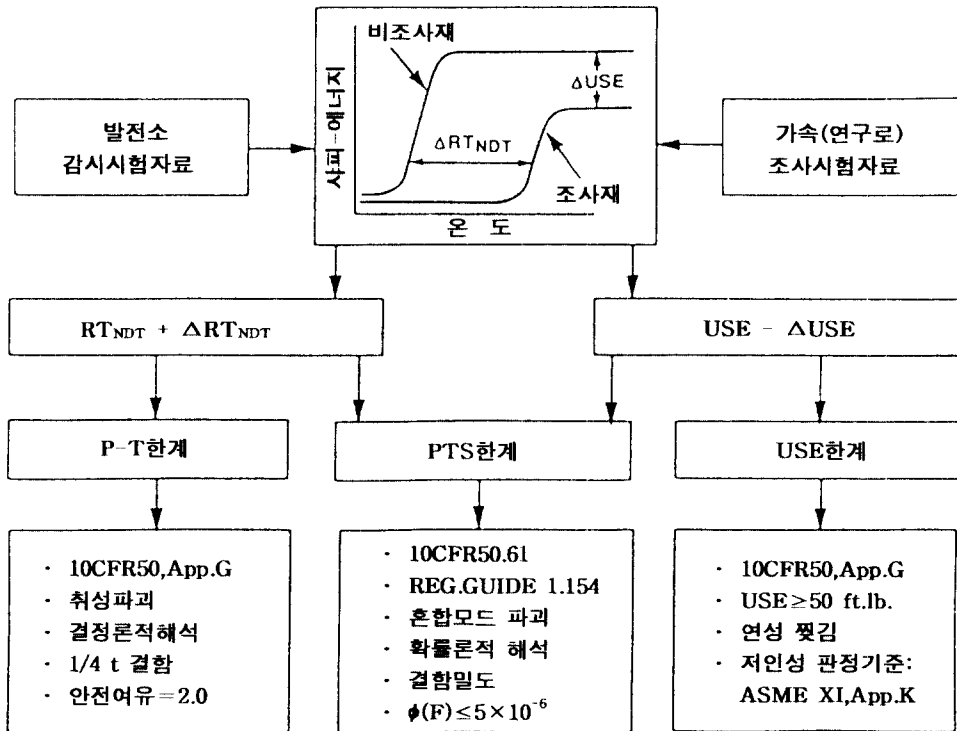 비조사재
ΔUSE
샤피-에너지
ΔRTNDT
조사재
온 도
발전소
감시시험자료
가속(연구로)
조사시험자료
RTNDT + △RTNDT
USE - △USE
P-T한계
PTS한계
USE한계
· 10CFR50,App.G
· 취성파괴
· 결정론적해석
· 1/4 t 결함
· 안전여유=2.0
· 10CFR50.61
· REG.GUIDE 1.154
· 혼합모드 파괴
· 확률론적 해석
· 결함밀도
· ϕ(F)≤5×10⁻⁶
· 10CFR50,App.G
· USE≥50 ft.lb.
· 연성 찢김
· 저인성 판정기준:
ASME XI,App.K